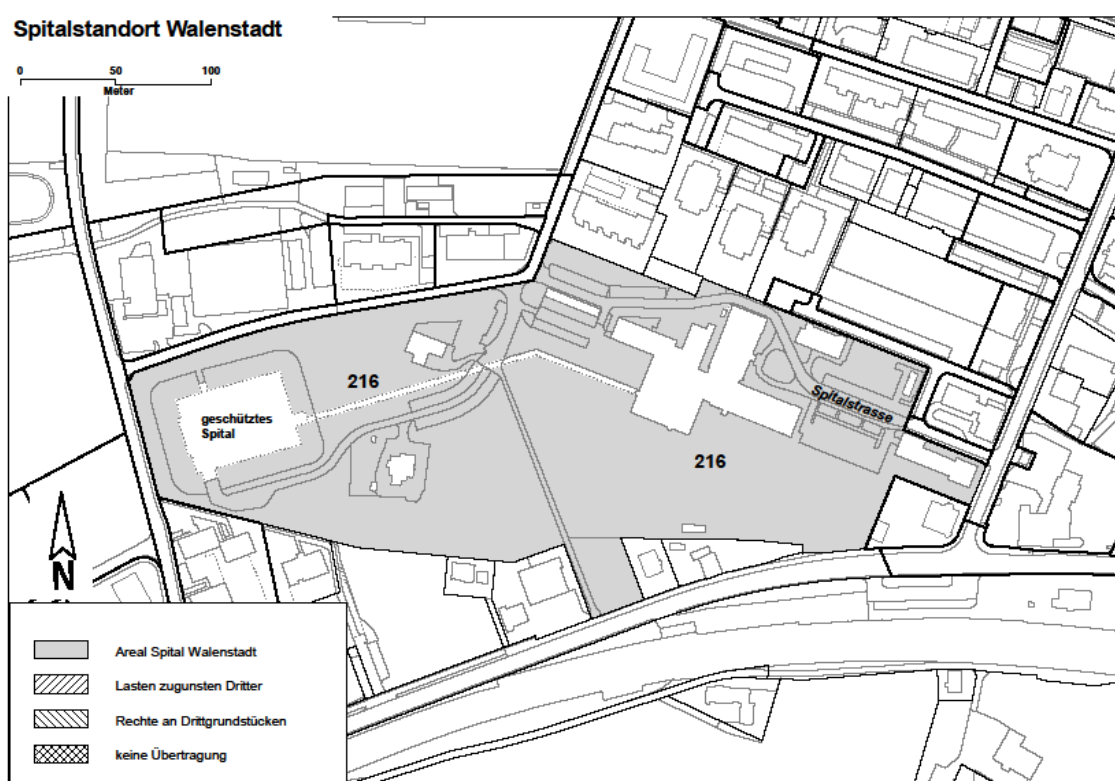 Spitalstandort Walenstadt
0 50 100
Meter
216
geschütztes
Spital
Spitalstrasse
216
N
Areal Spital Walenstadt
Lasten zugunsten Dritter
Rechte an Drittgrundstücken
keine Übertragung